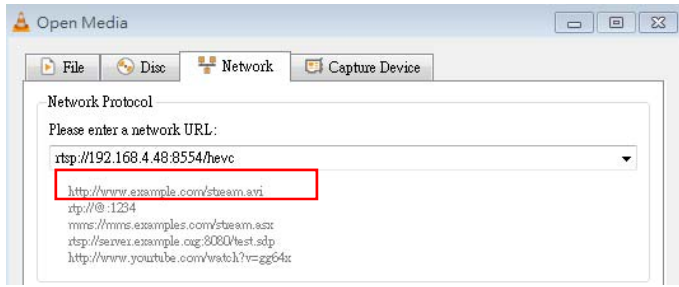 Open Media
File Disc Network Capture Device
Network Protocol
Please enter a network URL:
rtsp://192.168.4.48:8554/hevc
http://www.example.com/stream.avi
rtp://@:1234
mms://mms.examples.com/stream.asx
rtsp://server.example.org:8080/test.sdp
http://www.yourtube.com/watch?v=gg64x